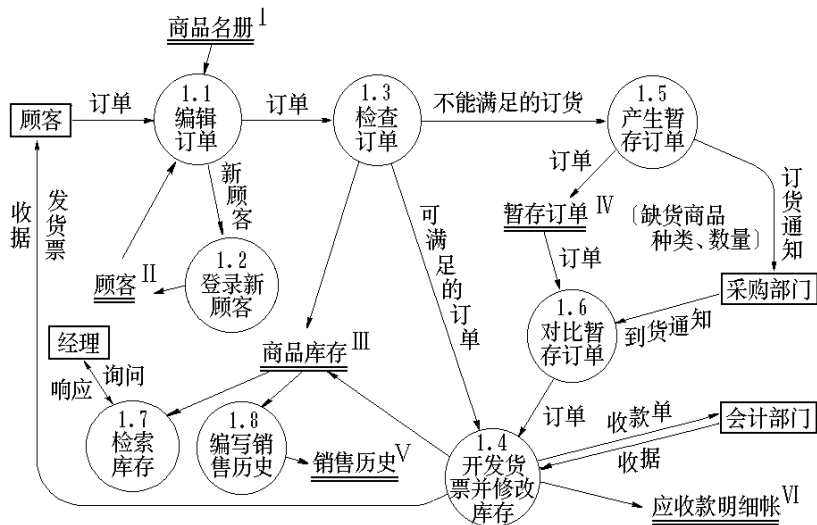 商品名册 I
顾客
订单
1.1
编辑
订单
订单
1.3
检查
订单
不能满足的订货
1.5
产生暂
存订单
新顾客
订单
订货通知
暂存订单 IV
〔缺货商品
种类、数量〕
收据
发货票
顾客 II
1.2
登录新
顾客
可满足的订单
订单
采购部门
1.6
对比暂
存订单
到货通知
经理
商品库存 III
响应
询问
1.7
检索
库存
1.8
编写销
售历史
销售历史 V
订单
1.4
开发货
票并修改
库存
收款单
会计部门
收据
应收款明细帐 VI